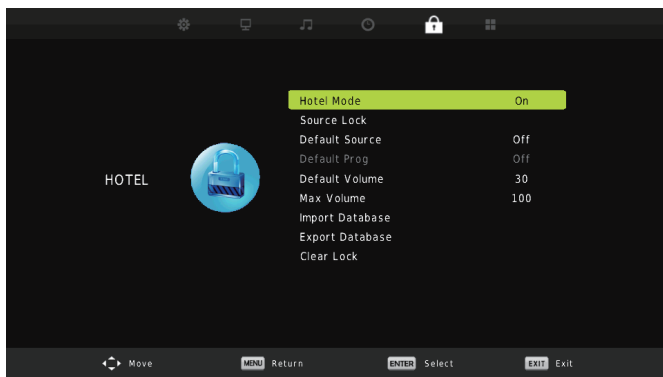 Hotel Mode On
Source Lock
Default Source Off
Default Prog Off
HOTEL
Default Volume 30
Max Volume 100
Import Database
Export Database
Clear Lock
Move MENU Return ENTER Select EXIT Exit